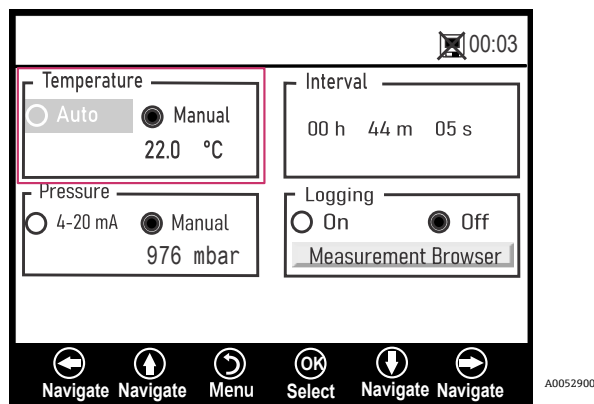 00:03
Temperature
Auto Manual
22.0 °C
Interval
00 h 44 m 05 s
Pressure
4-20 mA Manual
976 mbar
Logging
On Off
Measurement Browser
Navigate Navigate Menu OK Select Navigate Navigate
A0052900